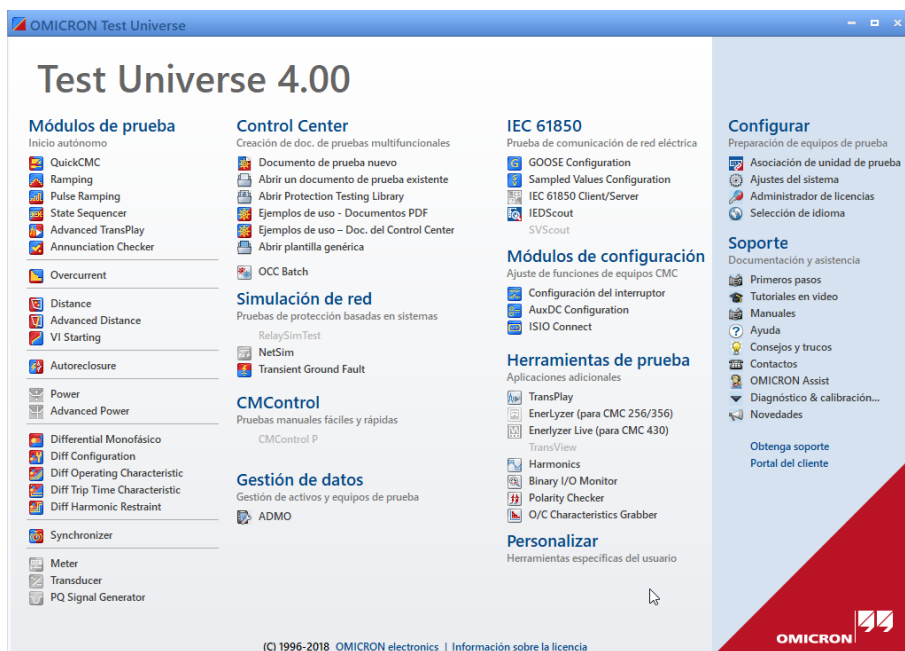 OMICRON Test Universe
Test Universe 4.00
Módulos de prueba
Inicio autónomo
QuickCMC
Ramping
Pulse Ramping
State Sequencer
Advanced TransPlay
Annunciation Checker
Overcurrent
Distance
Advanced Distance
VI Starting
Autoreclosure
Power
Advanced Power
Differential Monofásico
Diff Configuration
Diff Operating Characteristic
Diff Trip Time Characteristic
Diff Harmonic Restraint
Synchronizer
Meter
Transducer
PQ Signal Generator
Control Center
Creación de doc. de pruebas multifuncionales
Documento de prueba nuevo
Abrir un documento de prueba existente
Abrir Protection Testing Library
Ejemplos de uso - Documentos PDF
Ejemplos de uso – Doc. del Control Center
Abrir plantilla genérica
OCC Batch
Simulación de red
Pruebas de protección basadas en sistemas
RelaySimTest
NetSim
Transient Ground Fault
CMControl
Pruebas manuales fáciles y rápidas
CMControl P
Gestión de datos
Gestión de activos y equipos de prueba
ADMO
IEC 61850
Prueba de comunicación de red eléctrica
GOOSE Configuration
Sampled Values Configuration
IEC 61850 Client/Server
IEDScout
SVScout
Módulos de configuración
Ajuste de funciones de equipos CMC
Configuración del interruptor
AuxDC Configuration
ISIO Connect
Herramientas de prueba
Aplicaciones adicionales
TransPlay
EnerLyzer (para CMC 256/356)
Enerlyzer Live (para CMC 430)
TransView
Harmonics
Binary I/O Monitor
Polarity Checker
O/C Characteristics Grabber
Personalizar
Herramientas específicas del usuario
Configurar
Preparación de equipos de prueba
Asociación de unidad de prueba
Ajustes del sistema
Administrador de licencias
Selección de idioma
Soporte
Documentación y asistencia
Primeros pasos
Tutoriales en video
Manuales
Ayuda
Consejos y trucos
Contactos
OMICRON Assist
Diagnóstico & calibración...
Novedades
Obtenga soporte
Portal del cliente
OMICRON
(C) 1996-2018 OMICRON electronics | Información sobre la licencia